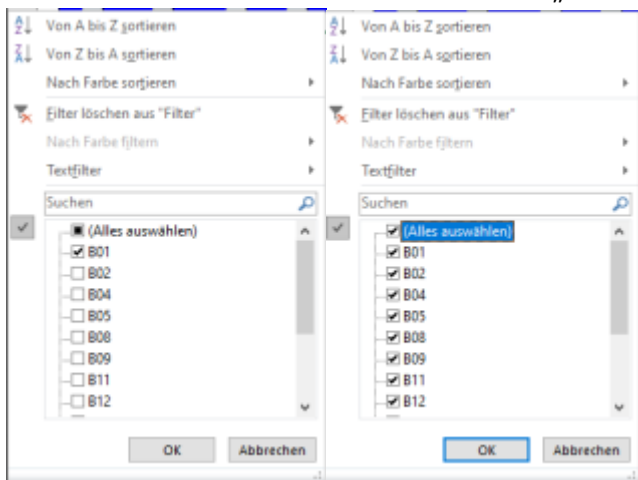 Von A bis Z sortieren
Von Z bis A sortieren
Nach Farbe sortieren
Filter löschen aus "Filter"
Nach Farbe filtern
Textfilter
Suchen
(Alles auswählen)
B01
B02
B04
B05
B08
B09
B11
B12
OK Abbrechen
Von A bis Z sortieren
Von Z bis A sortieren
Nach Farbe sortieren
Filter löschen aus "Filter"
Nach Farbe filtern
Textfilter
Suchen
(Alles auswählen)
B01
B02
B04
B05
B08
B09
B11
B12
OK Abbrechen